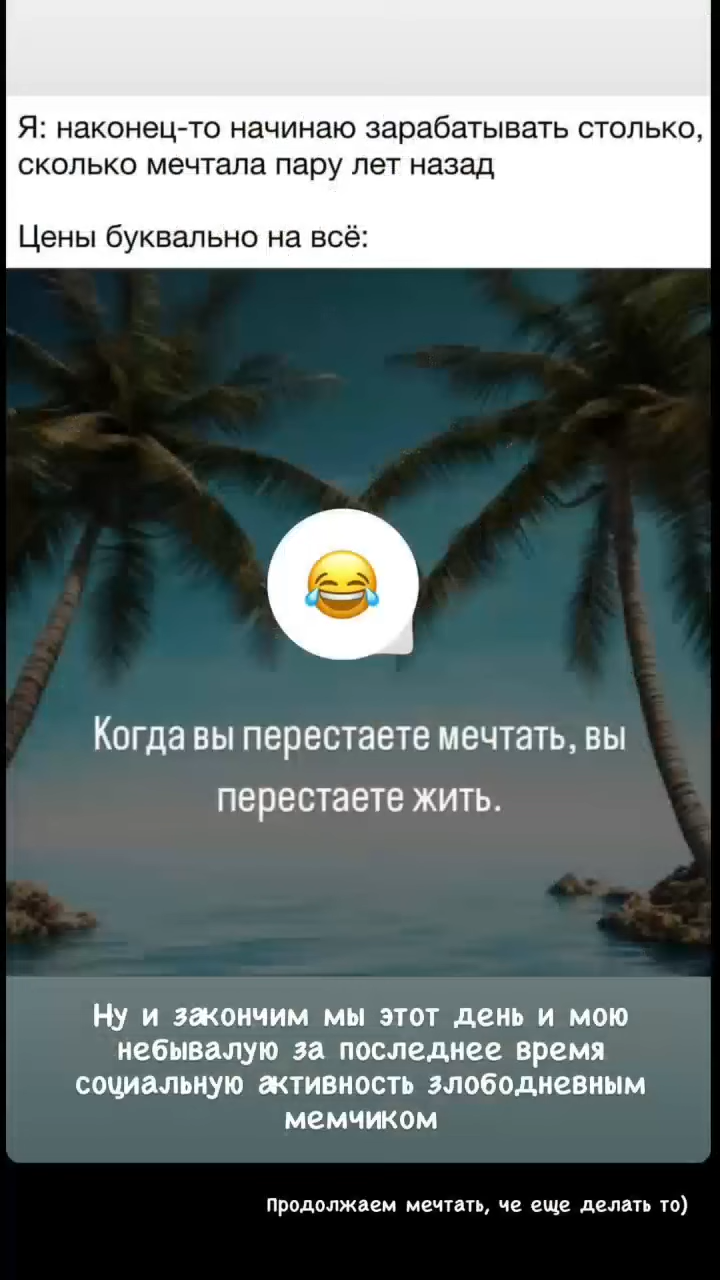 Я: наконец-то начинаю зарабатывать столько,
сколько мечтала пару лет назад
Цены буквально на всё:
Когда вы перестаете мечтать, вы
перестаете жить.
Ну и закончим мы этот день и мою
небывалую за последнее время
социальную активность злободневным
мемчиком
Продолжаем мечтать, че еще делать то)